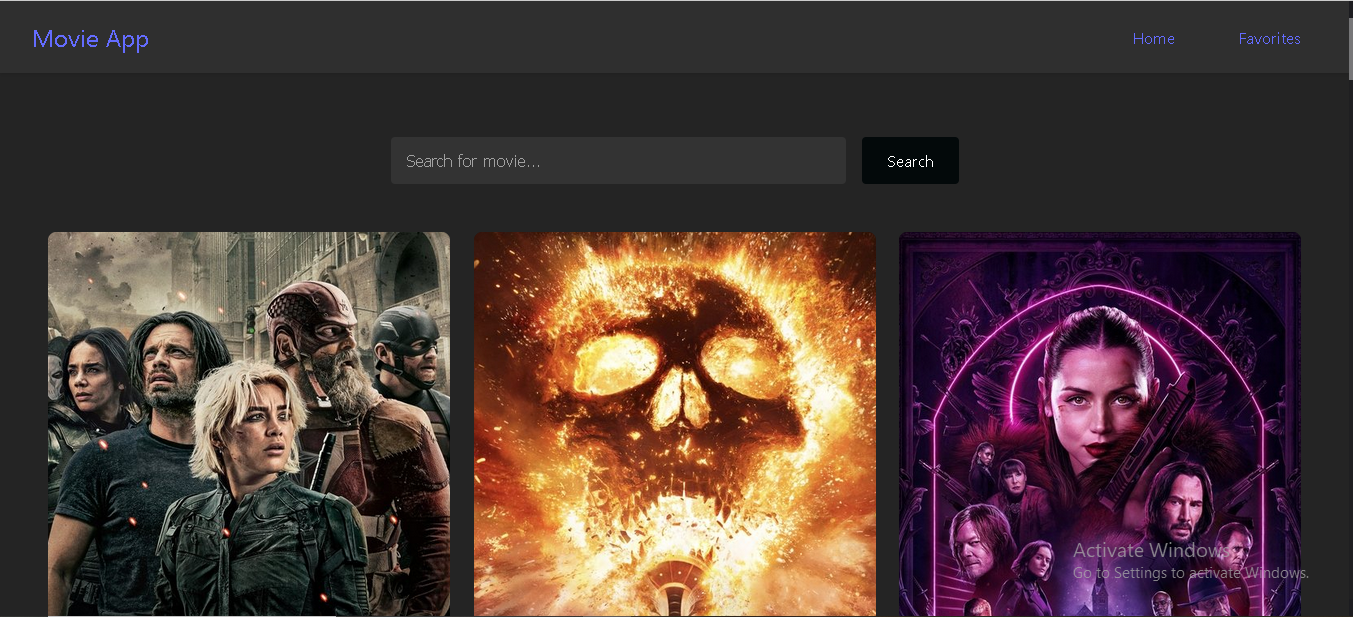 Movie App
Home
Favorites
Search for movie...
Search
Activate Windows
Go to Settings to activate Windows.